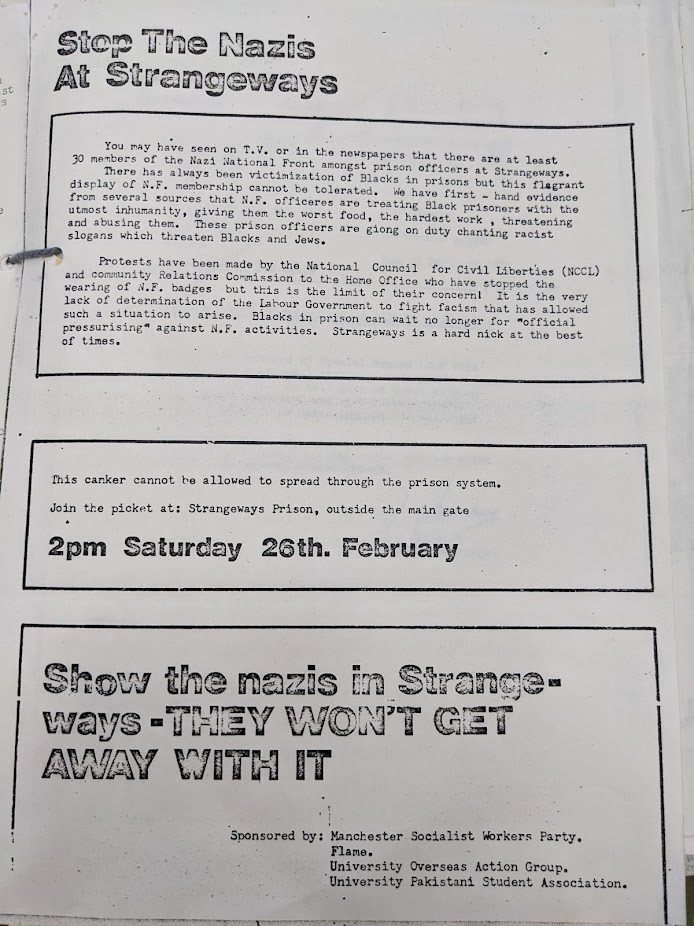 Stop The Nazis
At Strangeways
You may have seen on T.V. or in the newspapers that there are at least
30 members of the Nazi National Front amongst prison officers at Strangeways.
There has always been victimization of Blacks in prisons but this flagrant
display of N.F. membership cannot be tolerated. We have first - hand evidence
from several sources that N.F. officeres are treating Black prisoners with the
utmost inhumanity, giving them the worst food, the hardest work , threatening
and abusing them. These prison officers are giong on duty chanting racist
slogans which threaten Blacks and Jews.
Protests have been made by the National Council for Civil Liberties (NCCL)
and community Relations Commission to the Home Office who have stopped the
wearing of N.F. badges but this is the limit of their concern! It is the very
lack of determination of the Labour Government to fight facism that has allowed
such a situation to arise. Blacks in prison can wait no longer for "official
pressurising" against N.F. activities. Strangeways is a hard nick at the best
of times.
This canker cannot be allowed to spread through the prison system.
Join the picket at: Strangeways Prison, outside the main gate
2pm Saturday 26th. February
Show the nazis in Strange-
ways - THEY WON'T GET
AWAY WITH IT
Sponsored by: Manchester Socialist Workers Party.
Flame.
University Overseas Action Group.
University Pakistani Student Association.